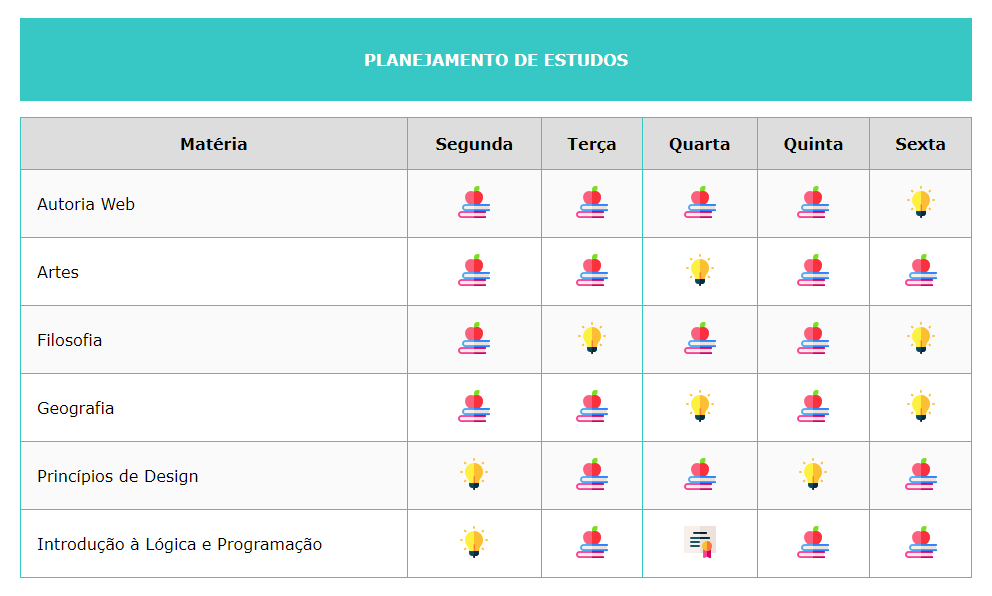 PLANEJAMENTO DE ESTUDOS
Matéria Segunda Terça Quarta Quinta Sexta
Autoria Web
Artes
Filosofia
Geografia
Princípios de Design
Introdução à Lógica e Programação